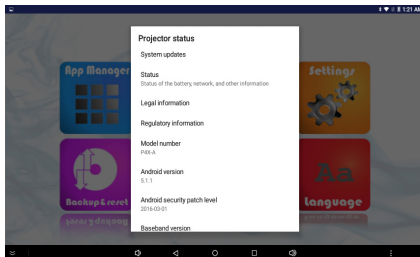 1:21 AM
Projector status
System updates
Status
Status of the battery, network, and other information
Legal information
Regulatory information
Model number
P4X-A
Android version
5.1.1
Android security patch level
2016-03-01
Baseband version
App Manager
Settings
Backup & reset
Language